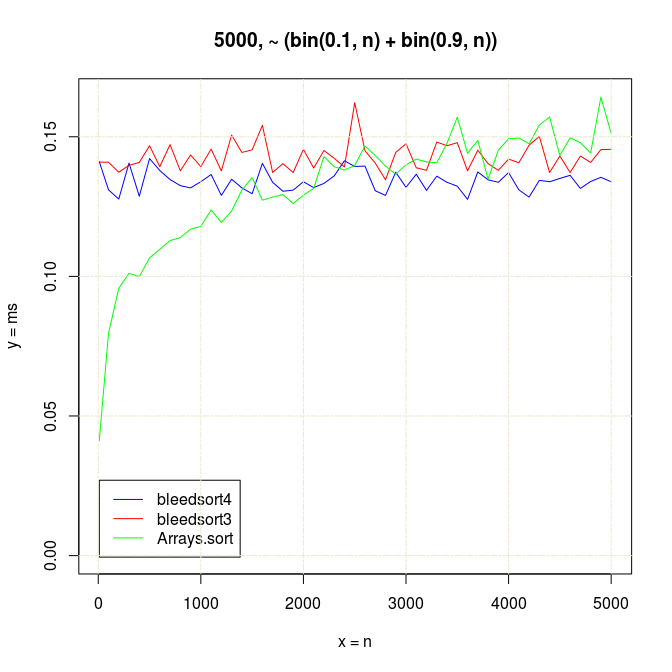 5000, ~ (bin(0.1, n) + bin(0.9, n))
y = ms
0.15
0.10
0.05
0.00
bleedsort4
bleedsort3
Arrays.sort
0 1000 2000 3000 4000 5000
x = n